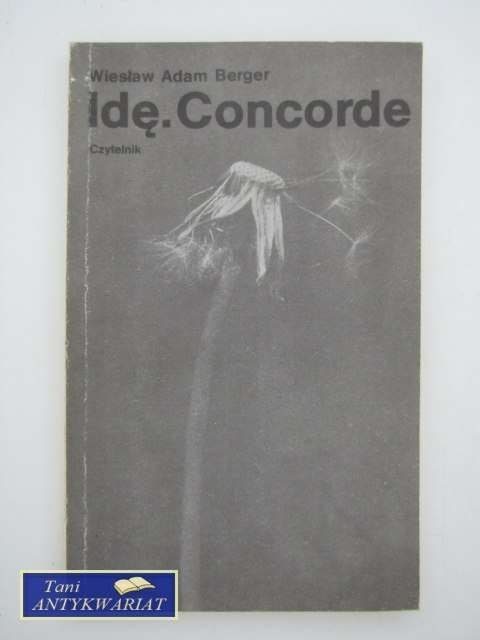 Wiesław Adam Berger
Idę. Concorde
Czytelnik
Tani
ANTYKWARIAT